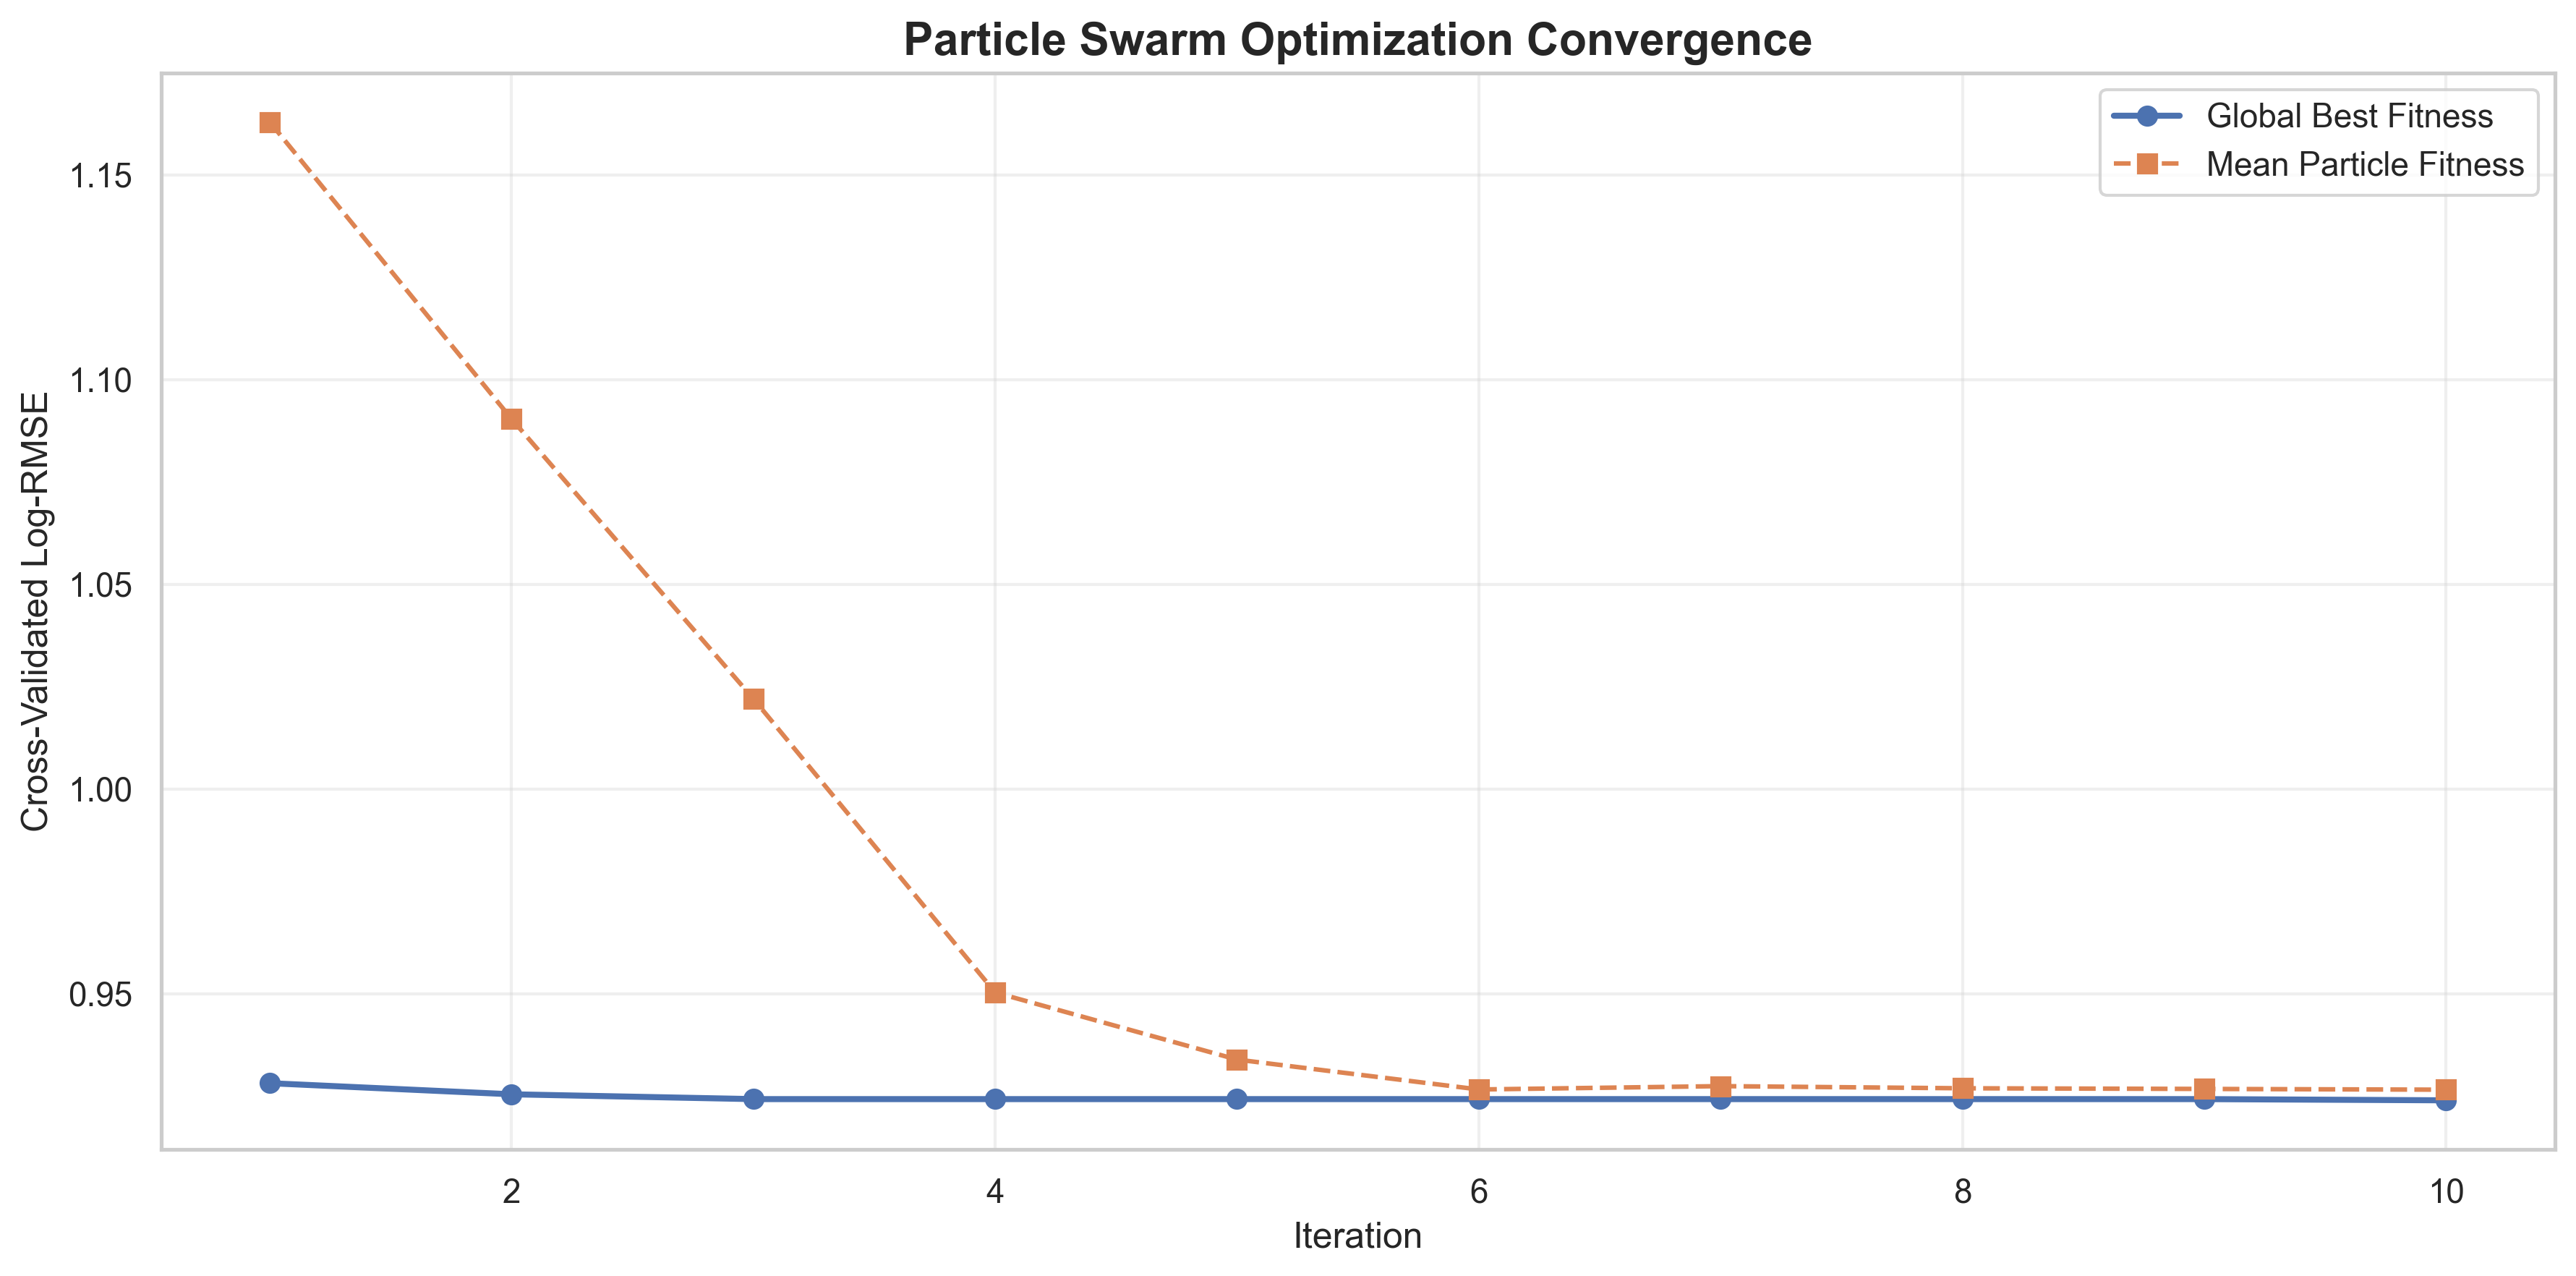 Particle Swarm Optimization Convergence
Global Best Fitness
Mean Particle Fitness
Cross-Validated Log-RMSE
1.15
1.10
1.05
1.00
0.95
2 4 6 8 10
Iteration